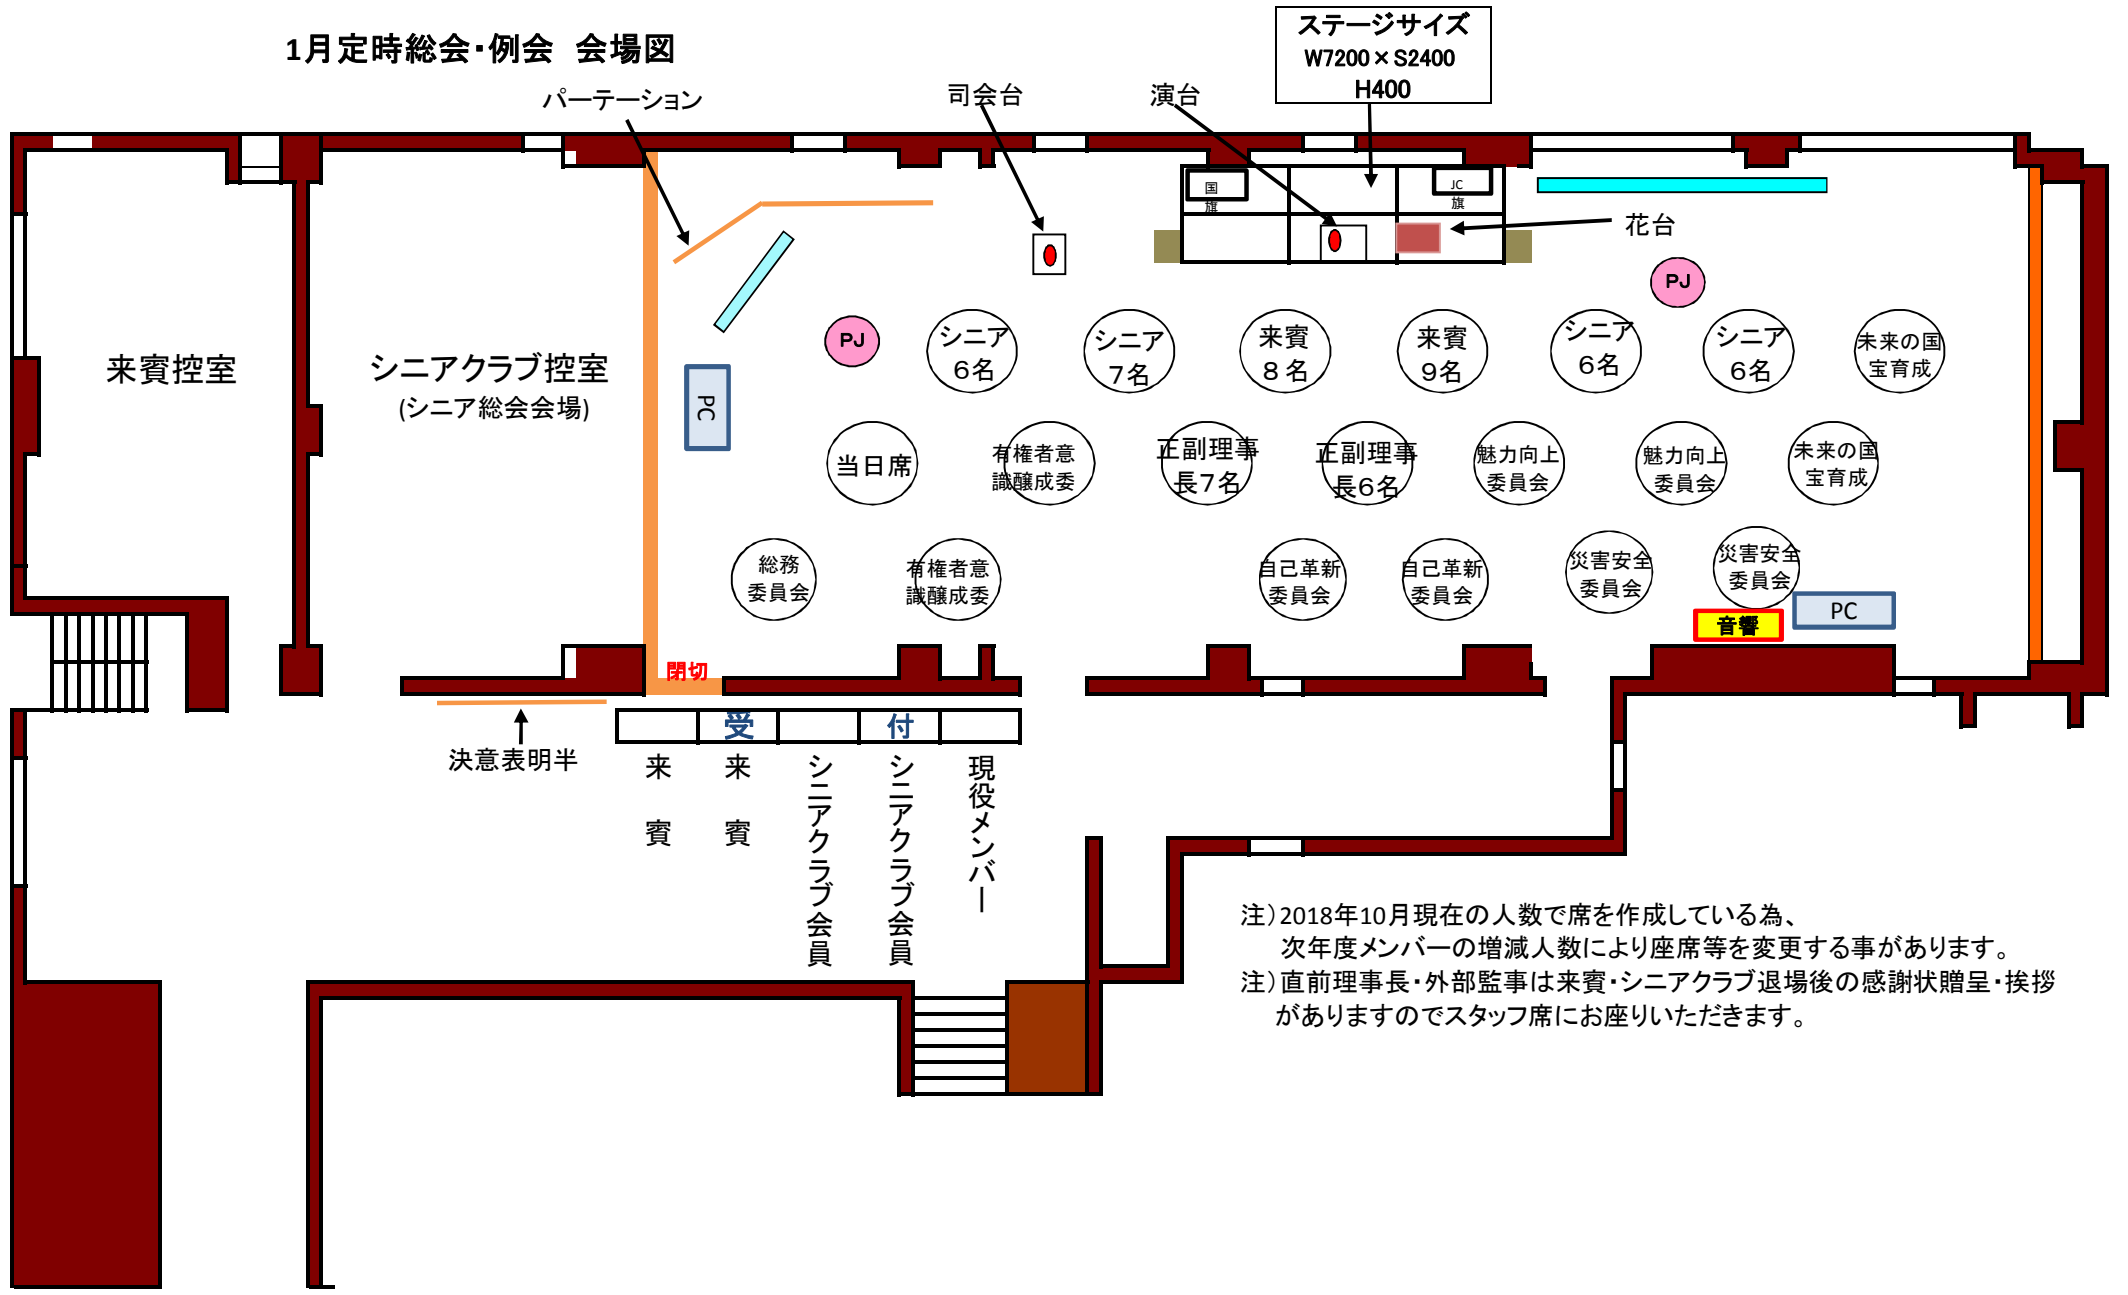 1月定時総会・例会　会場図
ステージサイズ
W7200×S2400
H400
パーテーション
司会台
演台
国
旗
JC
旗
花台
PJ
PJ
来賓控室
シニアクラブ控室
(シニア総会会場)
PC
シニア
6名
シニア
7名
来賓
８名
来賓
9名
シニア
6名
シニア
6名
未来の国
宝育成
当日席
有権者意
識醸成委
正副理事
長7名
正副理事
長6名
魅力向上
委員会
魅力向上
委員会
未来の国
宝育成
総務
委員会
有権者意
識醸成委
自己革新
委員会
自己革新
委員会
災害安全
委員会
災害安全
委員会
音響
PC
閉切
受
付
決意表明半
来賓
来賓
シニアクラブ会員
シニアクラブ会員
現役メンバー
注）2018年10月現在の人数で席を作成している為、
次年度メンバーの増減人数により座席等を変更する事があります。
注）直前理事長・外部監事は来賓・シニアクラブ退場後の感謝状贈呈・挨拶
がありますのでスタッフ席にお座りいただきます。